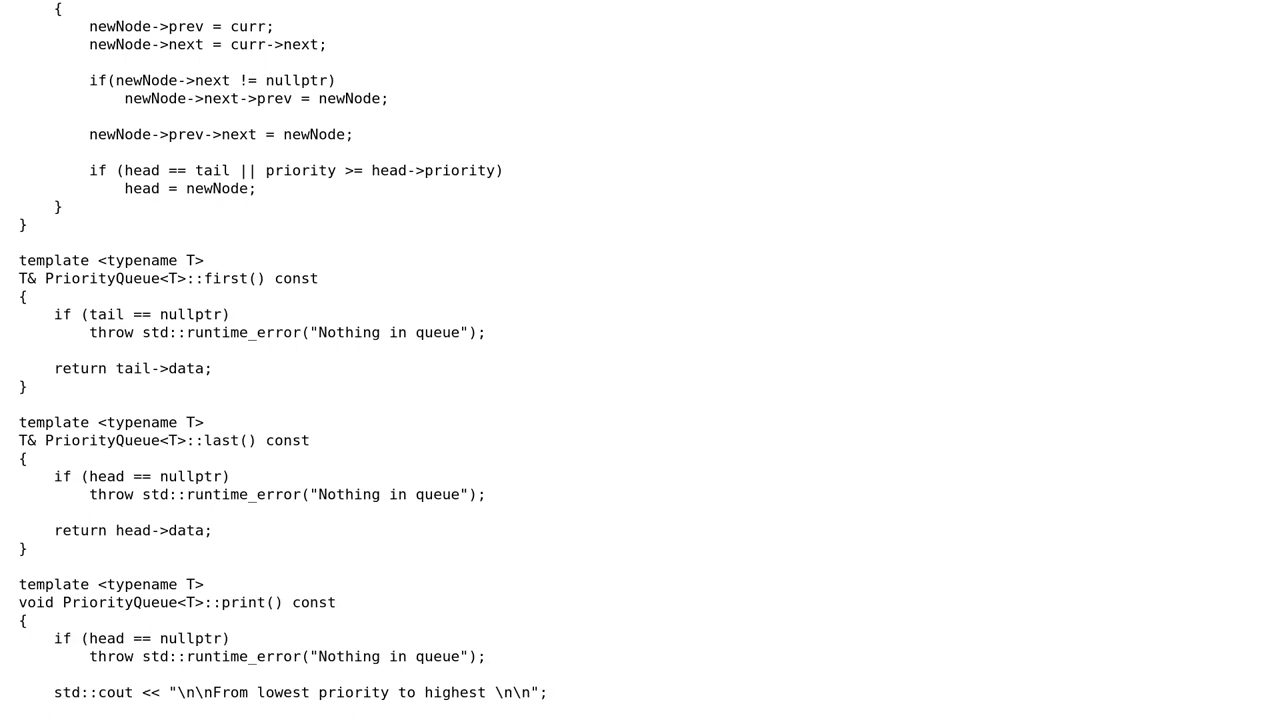 {
        newNode->prev = curr;
        newNode->next = curr->next;

        if(newNode->next != nullptr)
            newNode->next->prev = newNode;

        newNode->prev->next = newNode;

        if (head == tail || priority >= head->priority)
            head = newNode;
    }
}

template <typename T>
T& PriorityQueue<T>::first() const
{
    if (tail == nullptr)
        throw std::runtime_error("Nothing in queue");

    return tail->data;
}

template <typename T>
T& PriorityQueue<T>::last() const
{
    if (head == nullptr)
        throw std::runtime_error("Nothing in queue");

    return head->data;
}

template <typename T>
void PriorityQueue<T>::print() const
{
    if (head == nullptr)
        throw std::runtime_error("Nothing in queue");

    std::cout << "\n\nFrom lowest priority to highest \n\n";